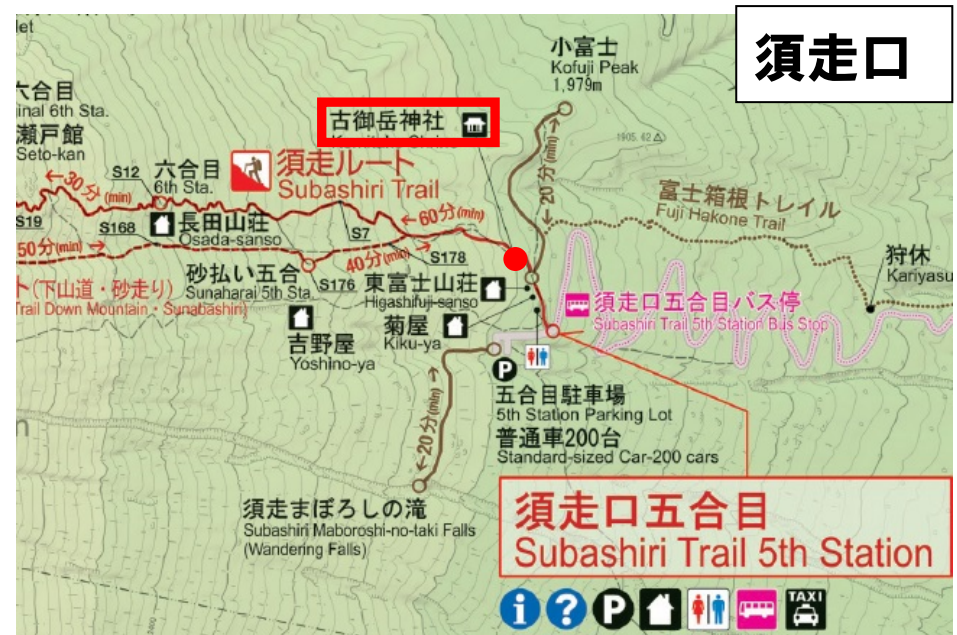 須走口
小富士
Kofuji Peak
1,979m
六合目
inal 6th Sta.
瀬戸館
Seto-kan
古御岳神社
1905.62
←30分(min)
S12
六合目
6th Sta.
須走ルート
Subashiri Trail
←20分(min)→
富士箱根トレイル
Fuji Hakone Trail
S19
S168
長田山荘
Osada-sanso
S7
←60分(min)
50分(min)→
40分(min)→
S178
狩休
Kariyasu
ト(下山道・砂走り)
Trail Down Mountain・Sunabashiri)
砂払い五合
Sunaharai 5th Sta.
S176
東富士山荘
Higashifuji-sanso
須走口五合目バス停
Subashiri Trail 5th Station Bus Stop
吉野屋
Yoshino-ya
菊屋
Kiku-ya
P
五合目駐車場
5th Station Parking Lot
普通車200台
Standard-sized Car-200 cars
←20分(min)→
須走まぼろしの滝
Subashiri Maboroshi-no-taki Falls
(Wandering Falls)
須走口五合目
Subashiri Trail 5th Station
i ? P TAXI